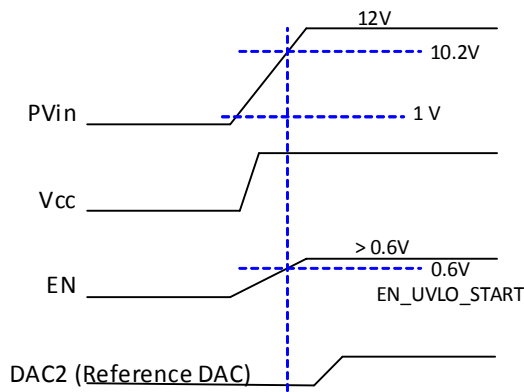 12V
10.2V
PVin
1 V
Vcc
> 0.6V
0.6V
EN
EN_UVLO_START
DAC2 (Reference DAC)